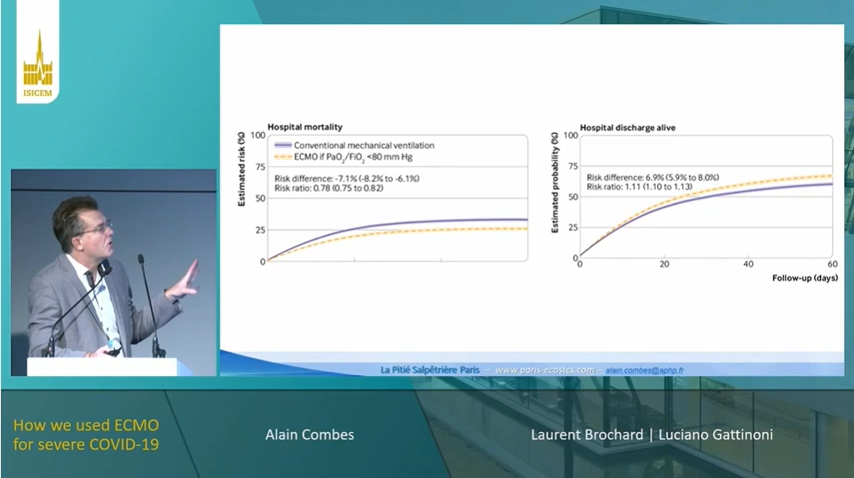 ISICEM
Hospital mortality
Estimated risk (%)
100
75
50
25
0
Conventional mechanical ventilation
ECMO if PaO₂/FiO₂ <80 mm Hg
Risk difference: -7.1% (-8.2% to -6.1%)
Risk ratio: 0.78 (0.75 to 0.82)
Hospital discharge alive
Estimated probability (%)
100
75
50
25
0
Risk difference: 6.9% (5.9% to 8.0%)
Risk ratio: 1.11 (1.10 to 1.13)
0 20 40 60
Follow-up (days)
La Pitié Salpêtrière Paris – www.paris-ecostcs.com – alain.combes@aphp.fr
How we used ECMO
for severe COVID-19
Alain Combes
Laurent Brochard | Luciano Gattinoni